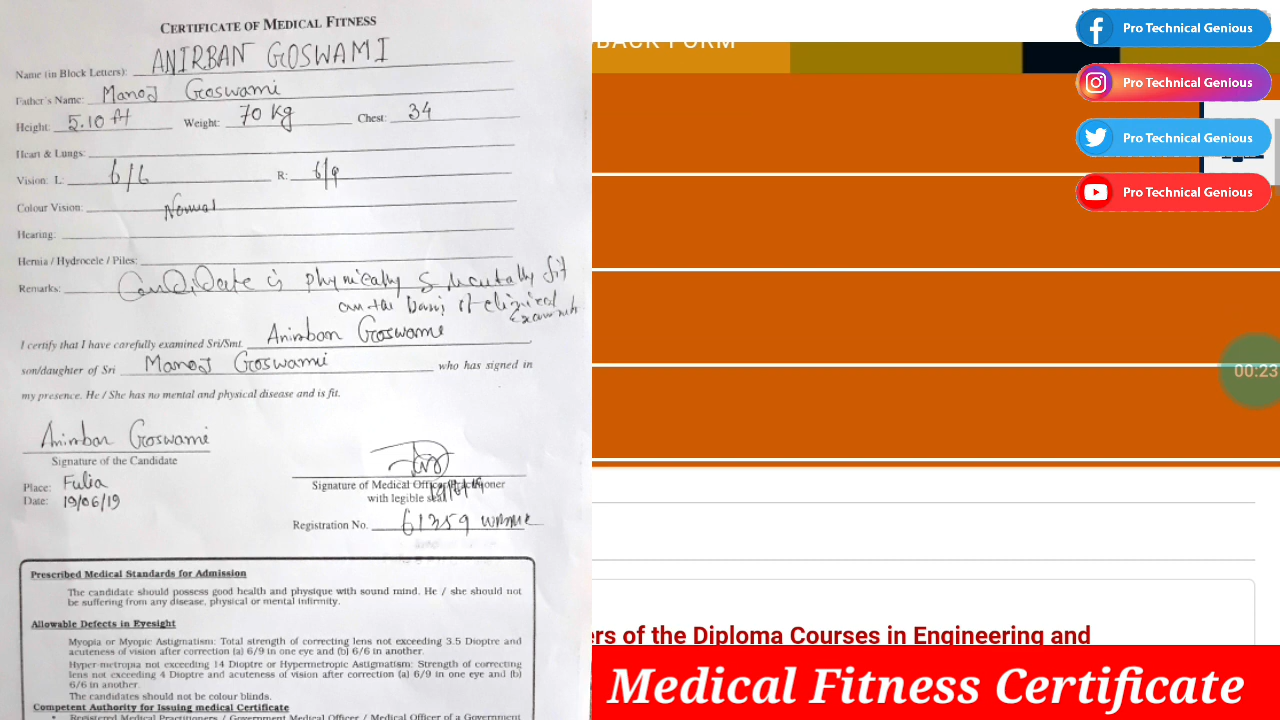 CERTIFICATE OF MEDICAL FITNESS
Name (in Block Letters): ANIRBAN GOSWAMI
Father's Name: Manoj Goswami
Height: 5.10 ft Weight: 70 Kg Chest: 34
Heart & Lungs:
Vision: L: 6/6 R: 6/9
Colour Vision: Normal
Hearing:
Hernia / Hydrocele / Piles:
Remarks: Candidate is physically & Mentally fit
on the basis of clinical
I certify that I have carefully examined Sri/Smt. Anirban Goswami
son/daughter of Sri Manoj Goswami who has signed in
my presence. He / She has no mental and physical disease and is fit.
Anirban Goswami
Signature of the Candidate
Place: Fulia
Date: 19/06/19
Signature of Medical Officer/Practitioner
with legible seal
Registration No. 61359 WBMC
Prescribed Medical Standards for Admission
The candidate should possess good health and physique with sound mind. He / she should not
be suffering from any disease, physical or mental infirmity.
Allowable Defects in Eyesight
Myopia or Myopic Astigmatism: Total strength of correcting lens not exceeding 3.5 Dioptre and
acuteness of vision after correction (a) 6/9 in one eye and (b) 6/6 in another.
Hyper-metropia not exceeding 14 Dioptre or Hypermetropic Astigmatism: Strength of correcting
lens not exceeding 4 Dioptre and acuteness of vision after correction (a) 6/9 in one eye and (b)
6/6 in another.
The candidates should not be colour blinds.
Competent Authority for Issuing medical Certificate
• Registered Medical Practitioners / Government Medical Officer / Medical Officer of a Government
BACK FORM
Pro Technical Genious
Pro Technical Genious
Pro Technical Genious
Pro Technical Genious
00:23
ers of the Diploma Courses in Engineering and
Medical Fitness Certificate